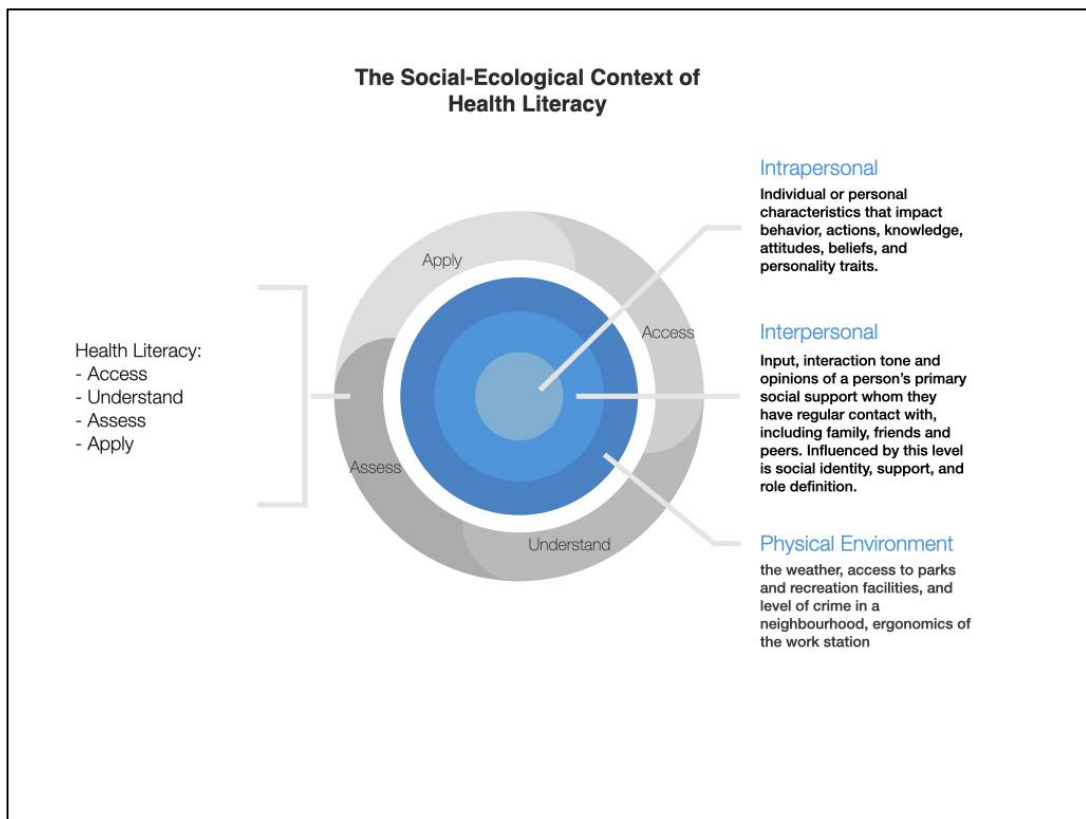 The Social-Ecological Context of
Health Literacy
Health Literacy:
- Access
- Understand
- Assess
- Apply
Apply
Access
Assess
Understand
Intrapersonal
Individual or personal
characteristics that impact
behavior, actions, knowledge,
attitudes, beliefs, and
personality traits.
Interpersonal
Input, interaction tone and
opinions of a person's primary
social support whom they
have regular contact with,
including family, friends and
peers. Influenced by this level
is social identity, support, and
role definition.
Physical Environment
the weather, access to parks
and recreation facilities, and
level of crime in a
neighbourhood, ergonomics of
the work station